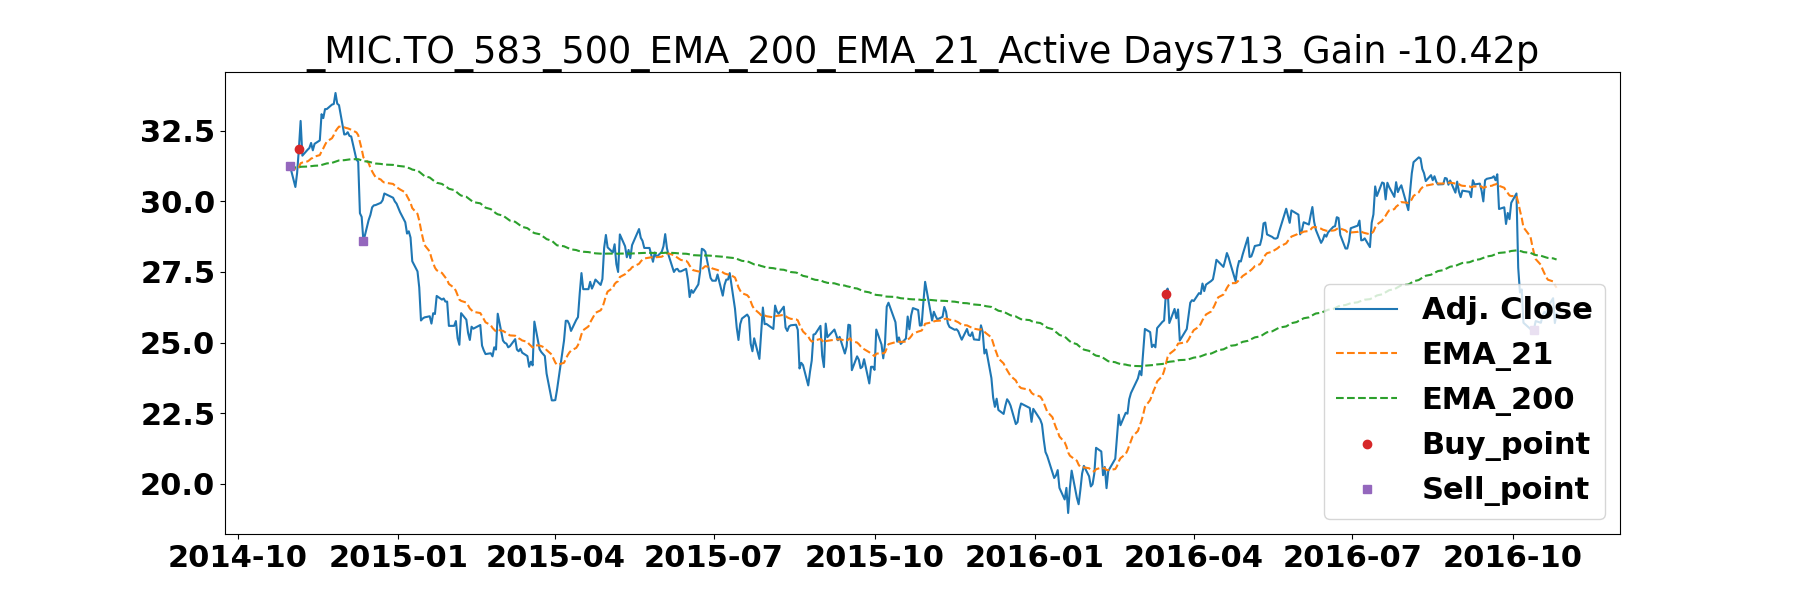 _MIC.TO_583_500_EMA_200_EMA_21_Active Days713_Gain -10.42p
32.5
30.0
27.5
25.0
22.5
20.0
Adj. Close
EMA_21
EMA_200
Buy_point
Sell_point
2014-10 2015-01 2015-04 2015-07 2015-10 2016-01 2016-04 2016-07 2016-10